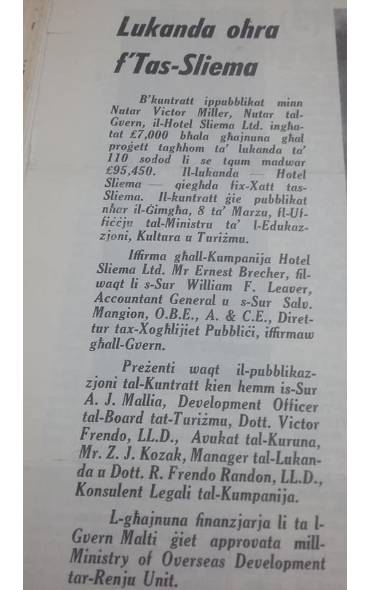 Lukanda ohra
f'Tas-Sliema
B'kuntratt ippubblikat minn
Nutar Victor Miller, Nutar tal-
Gvern, il-Hotel Sliema Ltd. ingħa-
tat £7,000 bhala għajnuna għal
proġett tagħhom ta' lukanda ta'
110 sodod li se tqum madwar
£95,450. Il-lukanda — Hotel
Sliema — qiegħda fix-Xatt tas-
Sliema. Il-kuntratt ġie pubblikat
nhar il-Ġimgħa, 8 ta' Marzu, fl-Uf-
fiċċju tal-Ministru ta' l-Edukaz-
zjoni, Kultura u Turiżmu.
Iffirma għall-Kumpanija Hotel
Sliema Ltd. Mr Ernest Brecher, fil-
waqt li s-Sur William F. Leaver,
Accountant General u s-Sur Salv.
Mangion, O.B.E., A. & C.E., Diret-
tur tax-Xogħlijiet Pubbliċi, iffirmaw
għall-Gvern.
Preżenti waqt il-pubblikaz-
zjoni tal-Kuntratt kien hemm is-Sur
A. J. Mallia, Development Officer
tal-Board tat-Turiżmu, Dott. Victor
Frendo, LL.D., Avukat tal-Kuruna,
Mr. Z. J. Kozak, Manager tal-Lukan-
da u Dott. R. Frendo Randon, LL.D.,
Konsulent Legali tal-Kumpanija.
L-għajnuna finanzjarja li ta l-
Gvern Malti ġiet approvata mill-
Ministry of Overseas Development
tar-Renju Unit.